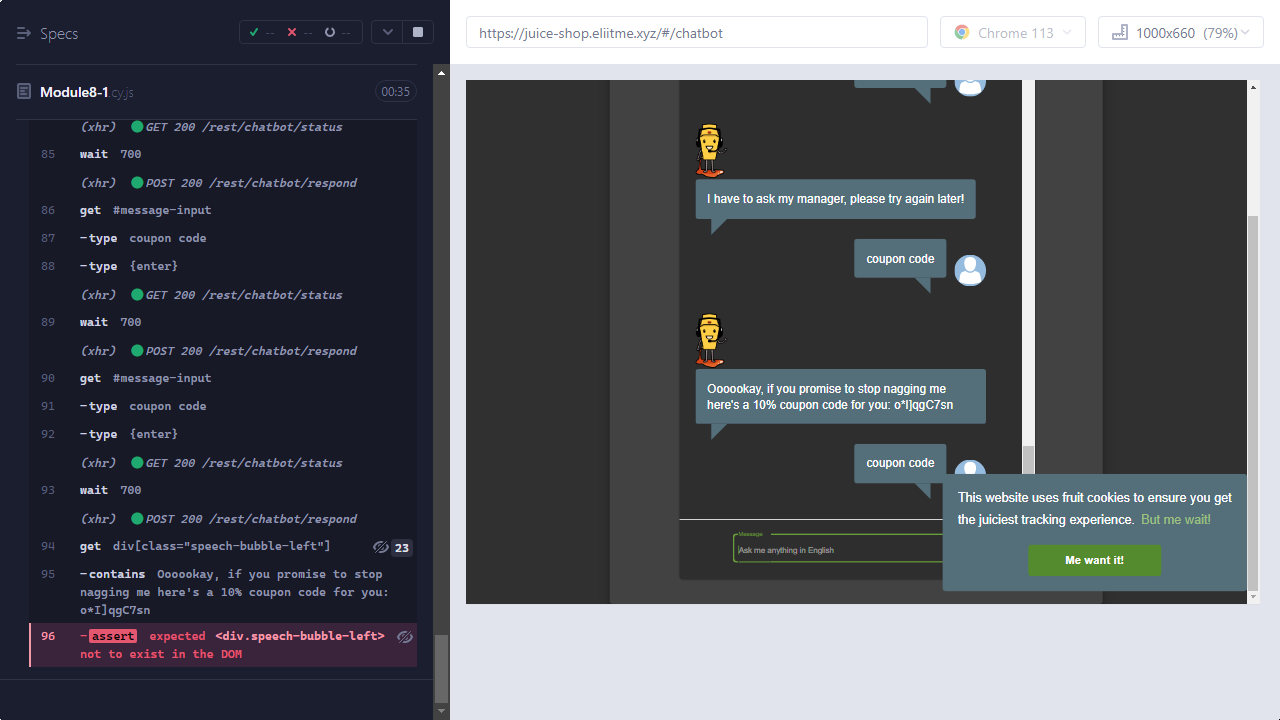 Specs
-- -- --
Module8-1.cy.js
00:35
(xhr) GET 200 /rest/chatbot/status
85 wait 700
(xhr) POST 200 /rest/chatbot/respond
86 get #message-input
87 -type coupon code
88 -type {enter}
(xhr) GET 200 /rest/chatbot/status
89 wait 700
(xhr) POST 200 /rest/chatbot/respond
90 get #message-input
91 -type coupon code
92 -type {enter}
(xhr) GET 200 /rest/chatbot/status
93 wait 700
(xhr) POST 200 /rest/chatbot/respond
94 get div[class="speech-bubble-left"] 23
95 -contains Oooookay, if you promise to stop
nagging me here's a 10% coupon code for you:
o*I]qgC7sn
96 -assert expected <div.speech-bubble-left>
not to exist in the DOM
https://juice-shop.eliitme.xyz/#/chatbot
Chrome 113
1000x660 (79%)
I have to ask my manager, please try again later!
coupon code
Oooookay, if you promise to stop nagging me
here's a 10% coupon code for you: o*I]qgC7sn
coupon code
Message
Ask me anything in English
This website uses fruit cookies to ensure you get
the juiciest tracking experience. But me wait!
Me want it!